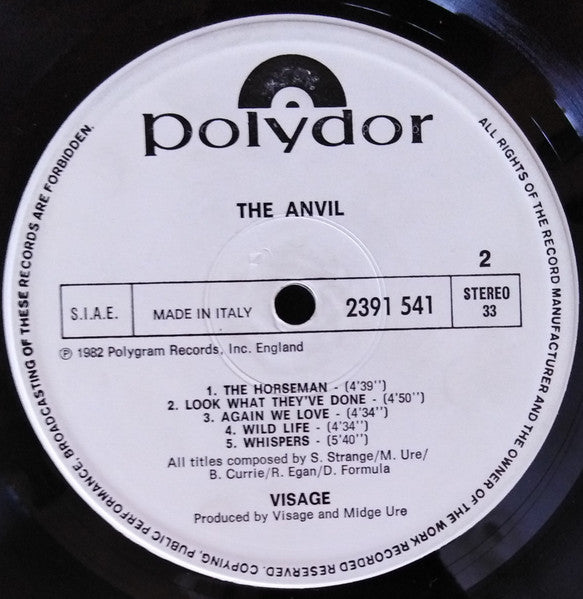 polydor
THE ANVIL
2
S.I.A.E.
MADE IN ITALY
2391 541
STEREO
33
℗ 1982 Polygram Records, Inc. England
1. THE HORSEMAN - (4'39'')
2. LOOK WHAT THEY'VE DONE - (4'50'')
3. AGAIN WE LOVE - (4'34'')
4. WILD LIFE - (4'34'')
5. WHISPERS - (5'40'')
All titles composed by S. Strange/M. Ure/
B. Currie/R. Egan/D. Formula
VISAGE
Produced by Visage and Midge Ure
ALL RIGHTS OF THE RECORD MANUFACTURER AND THE OWNER OF THE WORK RECORDED RESERVED. COPYING, PUBLIC PERFORMANCE, BROADCASTING OF THESE RECORDS ARE FORBIDDEN.